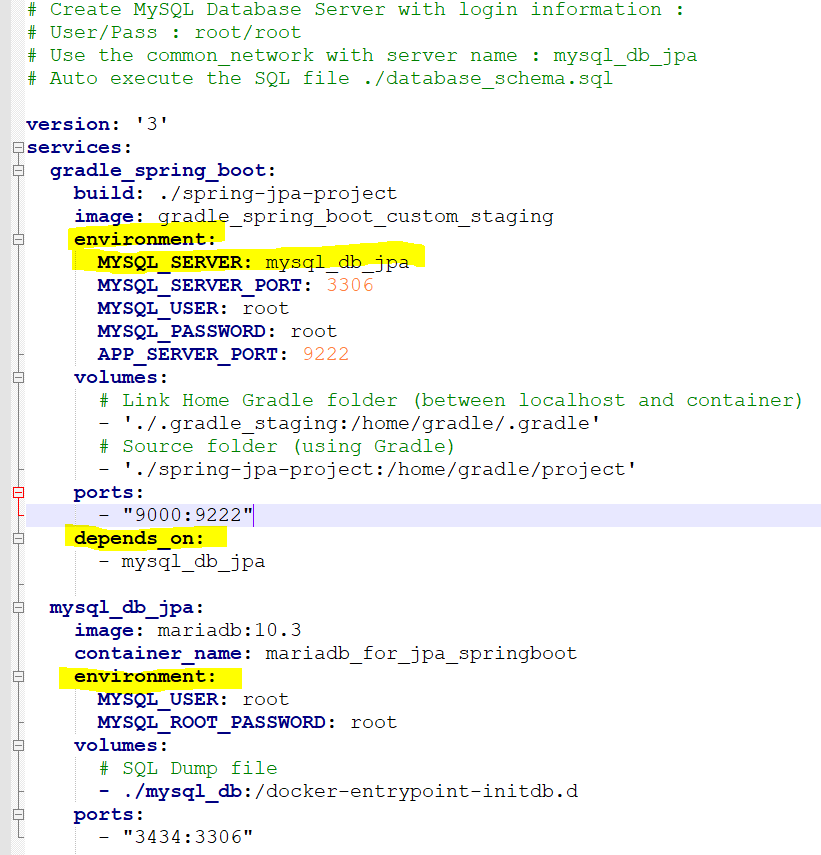 # Create MySQL Database Server with login information :
# User/Pass : root/root
# Use the common_network with server name : mysql_db_jpa
# Auto execute the SQL file ./database_schema.sql
version: '3'
services:
gradle_spring_boot:
build: ./spring-jpa-project
image: gradle_spring_boot_custom_staging
environment:
MYSQL_SERVER: mysql_db_jpa
MYSQL_SERVER_PORT: 3306
MYSQL_USER: root
MYSQL_PASSWORD: root
APP_SERVER_PORT: 9222
volumes:
# Link Home Gradle folder (between localhost and container)
- './.gradle_staging:/home/gradle/.gradle'
# Source folder (using Gradle)
- './spring-jpa-project:/home/gradle/project'
ports:
- "9000:9222"
depends_on:
- mysql_db_jpa
mysql_db_jpa:
image: mariadb:10.3
container_name: mariadb_for_jpa_springboot
environment:
MYSQL_USER: root
MYSQL_ROOT_PASSWORD: root
volumes:
# SQL Dump file
- ./mysql_db:/docker-entrypoint-initdb.d
ports:
- "3434:3306"